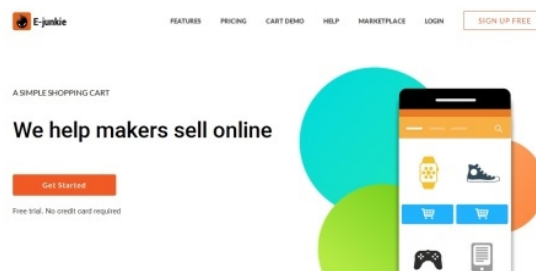 E-junkie
FEATURES PRICING CART DEMO HELP MARKETPLACE LOGIN SIGN UP FREE
A SIMPLE SHOPPING CART
We help makers sell online
Get Started
Free trial. No credit card required